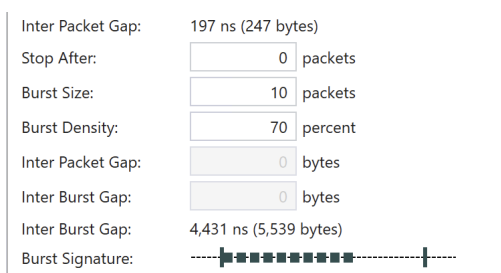 Inter Packet Gap: 197 ns (247 bytes)
Stop After: 0 packets
Burst Size: 10 packets
Burst Density: 70 percent
Inter Packet Gap: 0 bytes
Inter Burst Gap: 0 bytes
Inter Burst Gap: 4,431 ns (5,539 bytes)
Burst Signature: